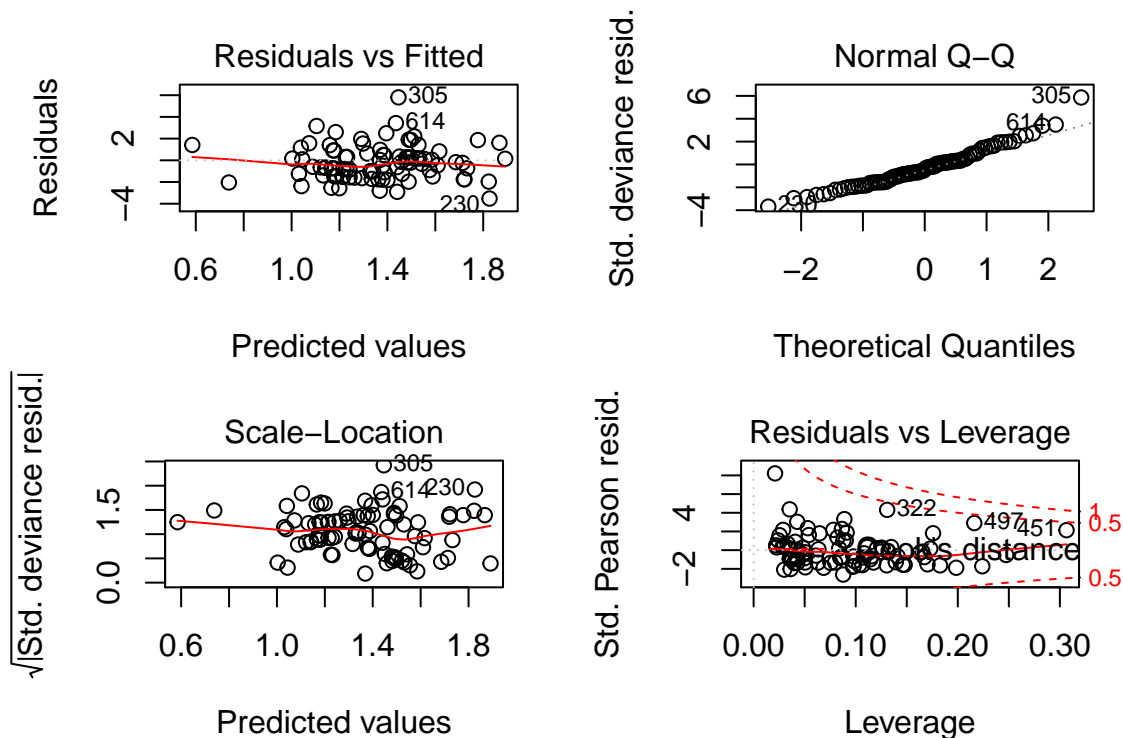 Residuals vs Fitted
Residuals
2
−4
305
614
230
0.6 1.0 1.4 1.8
Predicted values
Normal Q−Q
Std. deviance resid.
6
2
−4
305
614
230
−2 0 1 2
Theoretical Quantiles
Scale−Location
√|Std. deviance resid.|
1.5
0.0
305
614 230
0.6 1.0 1.4 1.8
Predicted values
Residuals vs Leverage
Std. Pearson resid.
4
−2
322
497
451
distance
1
0.5
0.5
0.00 0.10 0.20 0.30
Leverage